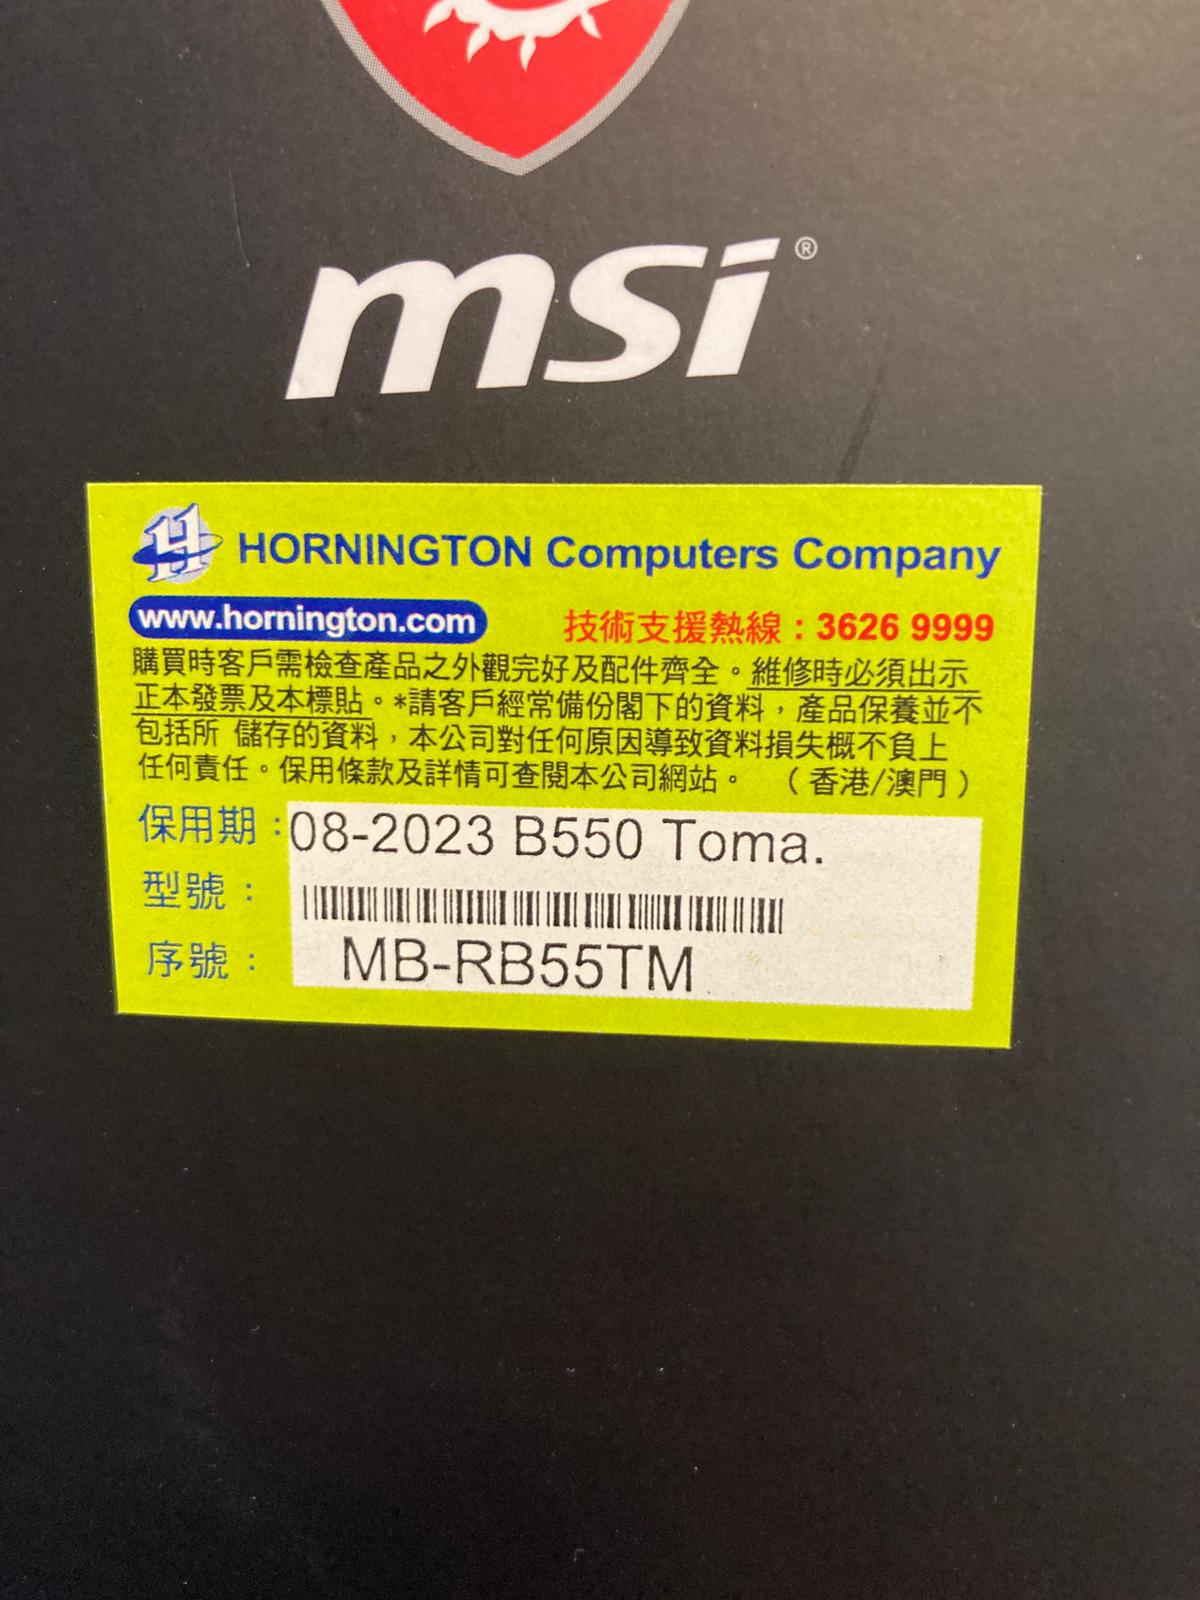 msi®
HORNINGTON Computers Company
www.hornington.com 技術支援熱線：3626 9999
購買時客戶需檢查產品之外觀完好及配件齊全。維修時必須出示
正本發票及本標貼。*請客戶經常備份閣下的資料，產品保養並不
包括所 儲存的資料，本公司對任何原因導致資料損失概不負上
任何責任。保用條款及詳情可查閱本公司網站。 （香港/澳門）
保用期：08-2023 B550 Toma.
型號：
序號： MB-RB55TM